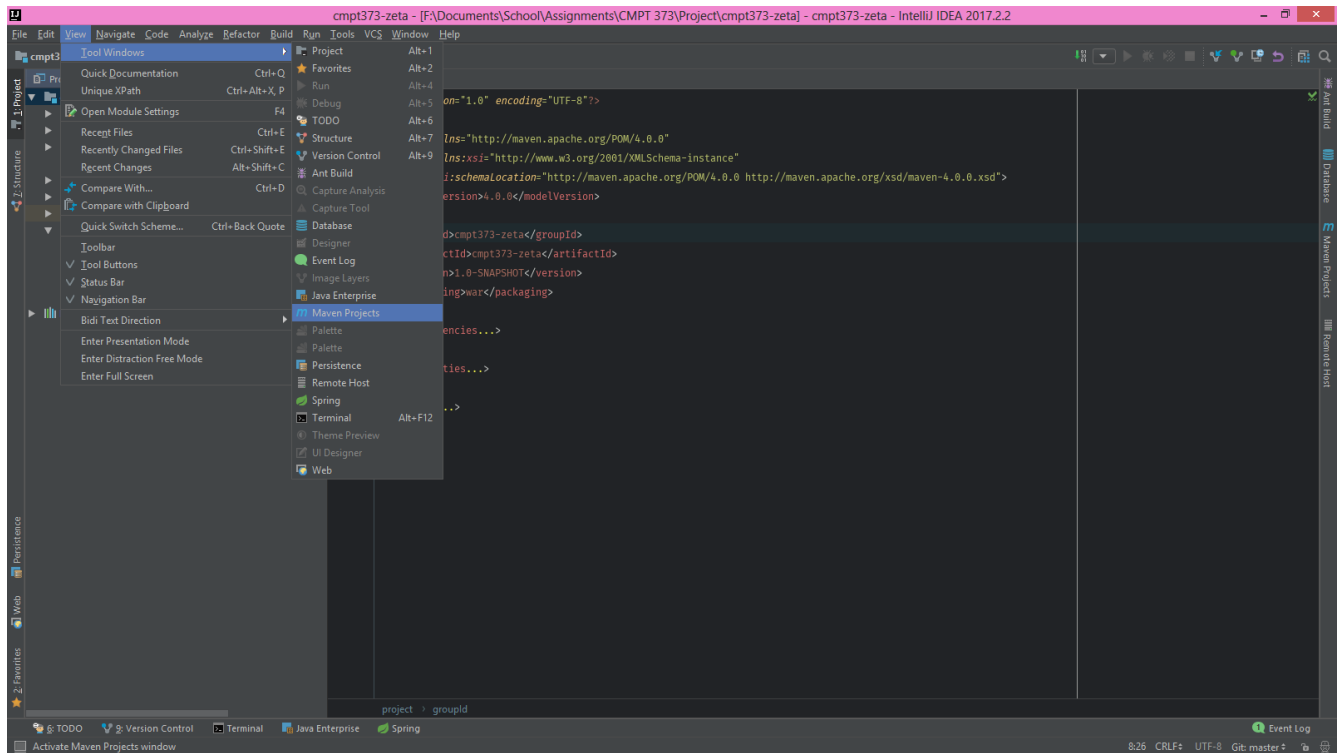 cmpt373-zeta - [F:\Documents\School\Assignments\CMPT 373\Project\cmpt373-zeta] - cmpt373-zeta - IntelliJ IDEA 2017.2.2
File Edit View Navigate Code Analyze Refactor Build Run Tools VCS Window Help
cmpt3
Pr
1: Project
2: Structure
Persistence
Web
2: Favorites
Tool Windows
Quick Documentation Ctrl+Q
Unique XPath Ctrl+Alt+X, P
Open Module Settings F4
Recent Files Ctrl+E
Recently Changed Files Ctrl+Shift+E
Recent Changes Alt+Shift+C
Compare With... Ctrl+D
Compare with Clipboard
Quick Switch Scheme... Ctrl+Back Quote
Toolbar
Tool Buttons
Status Bar
Navigation Bar
Bidi Text Direction
Enter Presentation Mode
Enter Distraction Free Mode
Enter Full Screen
Project Alt+1
Favorites Alt+2
Run Alt+4
Debug Alt+5
TODO Alt+6
Structure Alt+7
Version Control Alt+9
Ant Build
Capture Analysis
Capture Tool
Database
Designer
Event Log
Image Layers
Java Enterprise
Maven Projects
Palette
Palette
Persistence
Remote Host
Spring
Terminal Alt+F12
Theme Preview
UI Designer
Web
on="1.0" encoding="UTF-8"?>
lns="http://maven.apache.org/POM/4.0.0"
lns:xsi="http://www.w3.org/2001/XMLSchema-instance"
i:schemaLocation="http://maven.apache.org/POM/4.0.0 http://maven.apache.org/xsd/maven-4.0.0.xsd">
ersion>4.0.0</modelVersion>
d>cmpt373-zeta</groupId>
ctId>cmpt373-zeta</artifactId>
n>1.0-SNAPSHOT</version>
ing>war</packaging>
encies...>
ties...>
..>
project › groupId
Ant Build
Database
Maven Projects
Remote Host
6: TODO 9: Version Control Terminal Java Enterprise Spring 1 Event Log
Activate Maven Projects window 8:26 CRLF UTF-8 Git: master